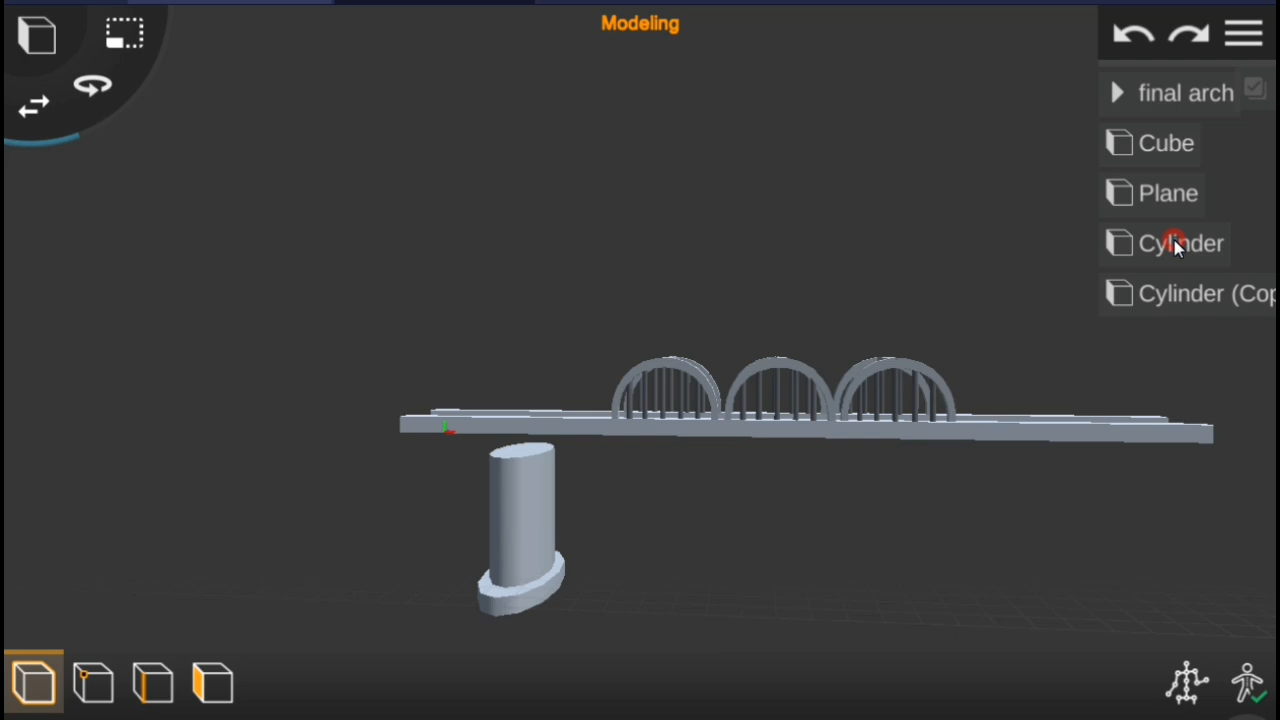 Modeling
final arch
Cube
Plane
Cylinder
Cylinder (Cop